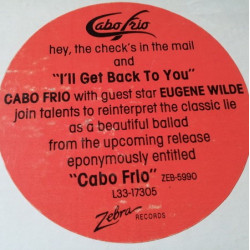 Cabo Frio
hey, the check's in the mail
and
"I'll Get Back To You"
CABO FRIO with guest star EUGENE WILDE
join talents to reinterpret the classic lie
as a beautiful ballad
from the upcoming release
eponymously entitled
"Cabo Frio" ZEB-5990
L33-17305
Zebra
RECORDS